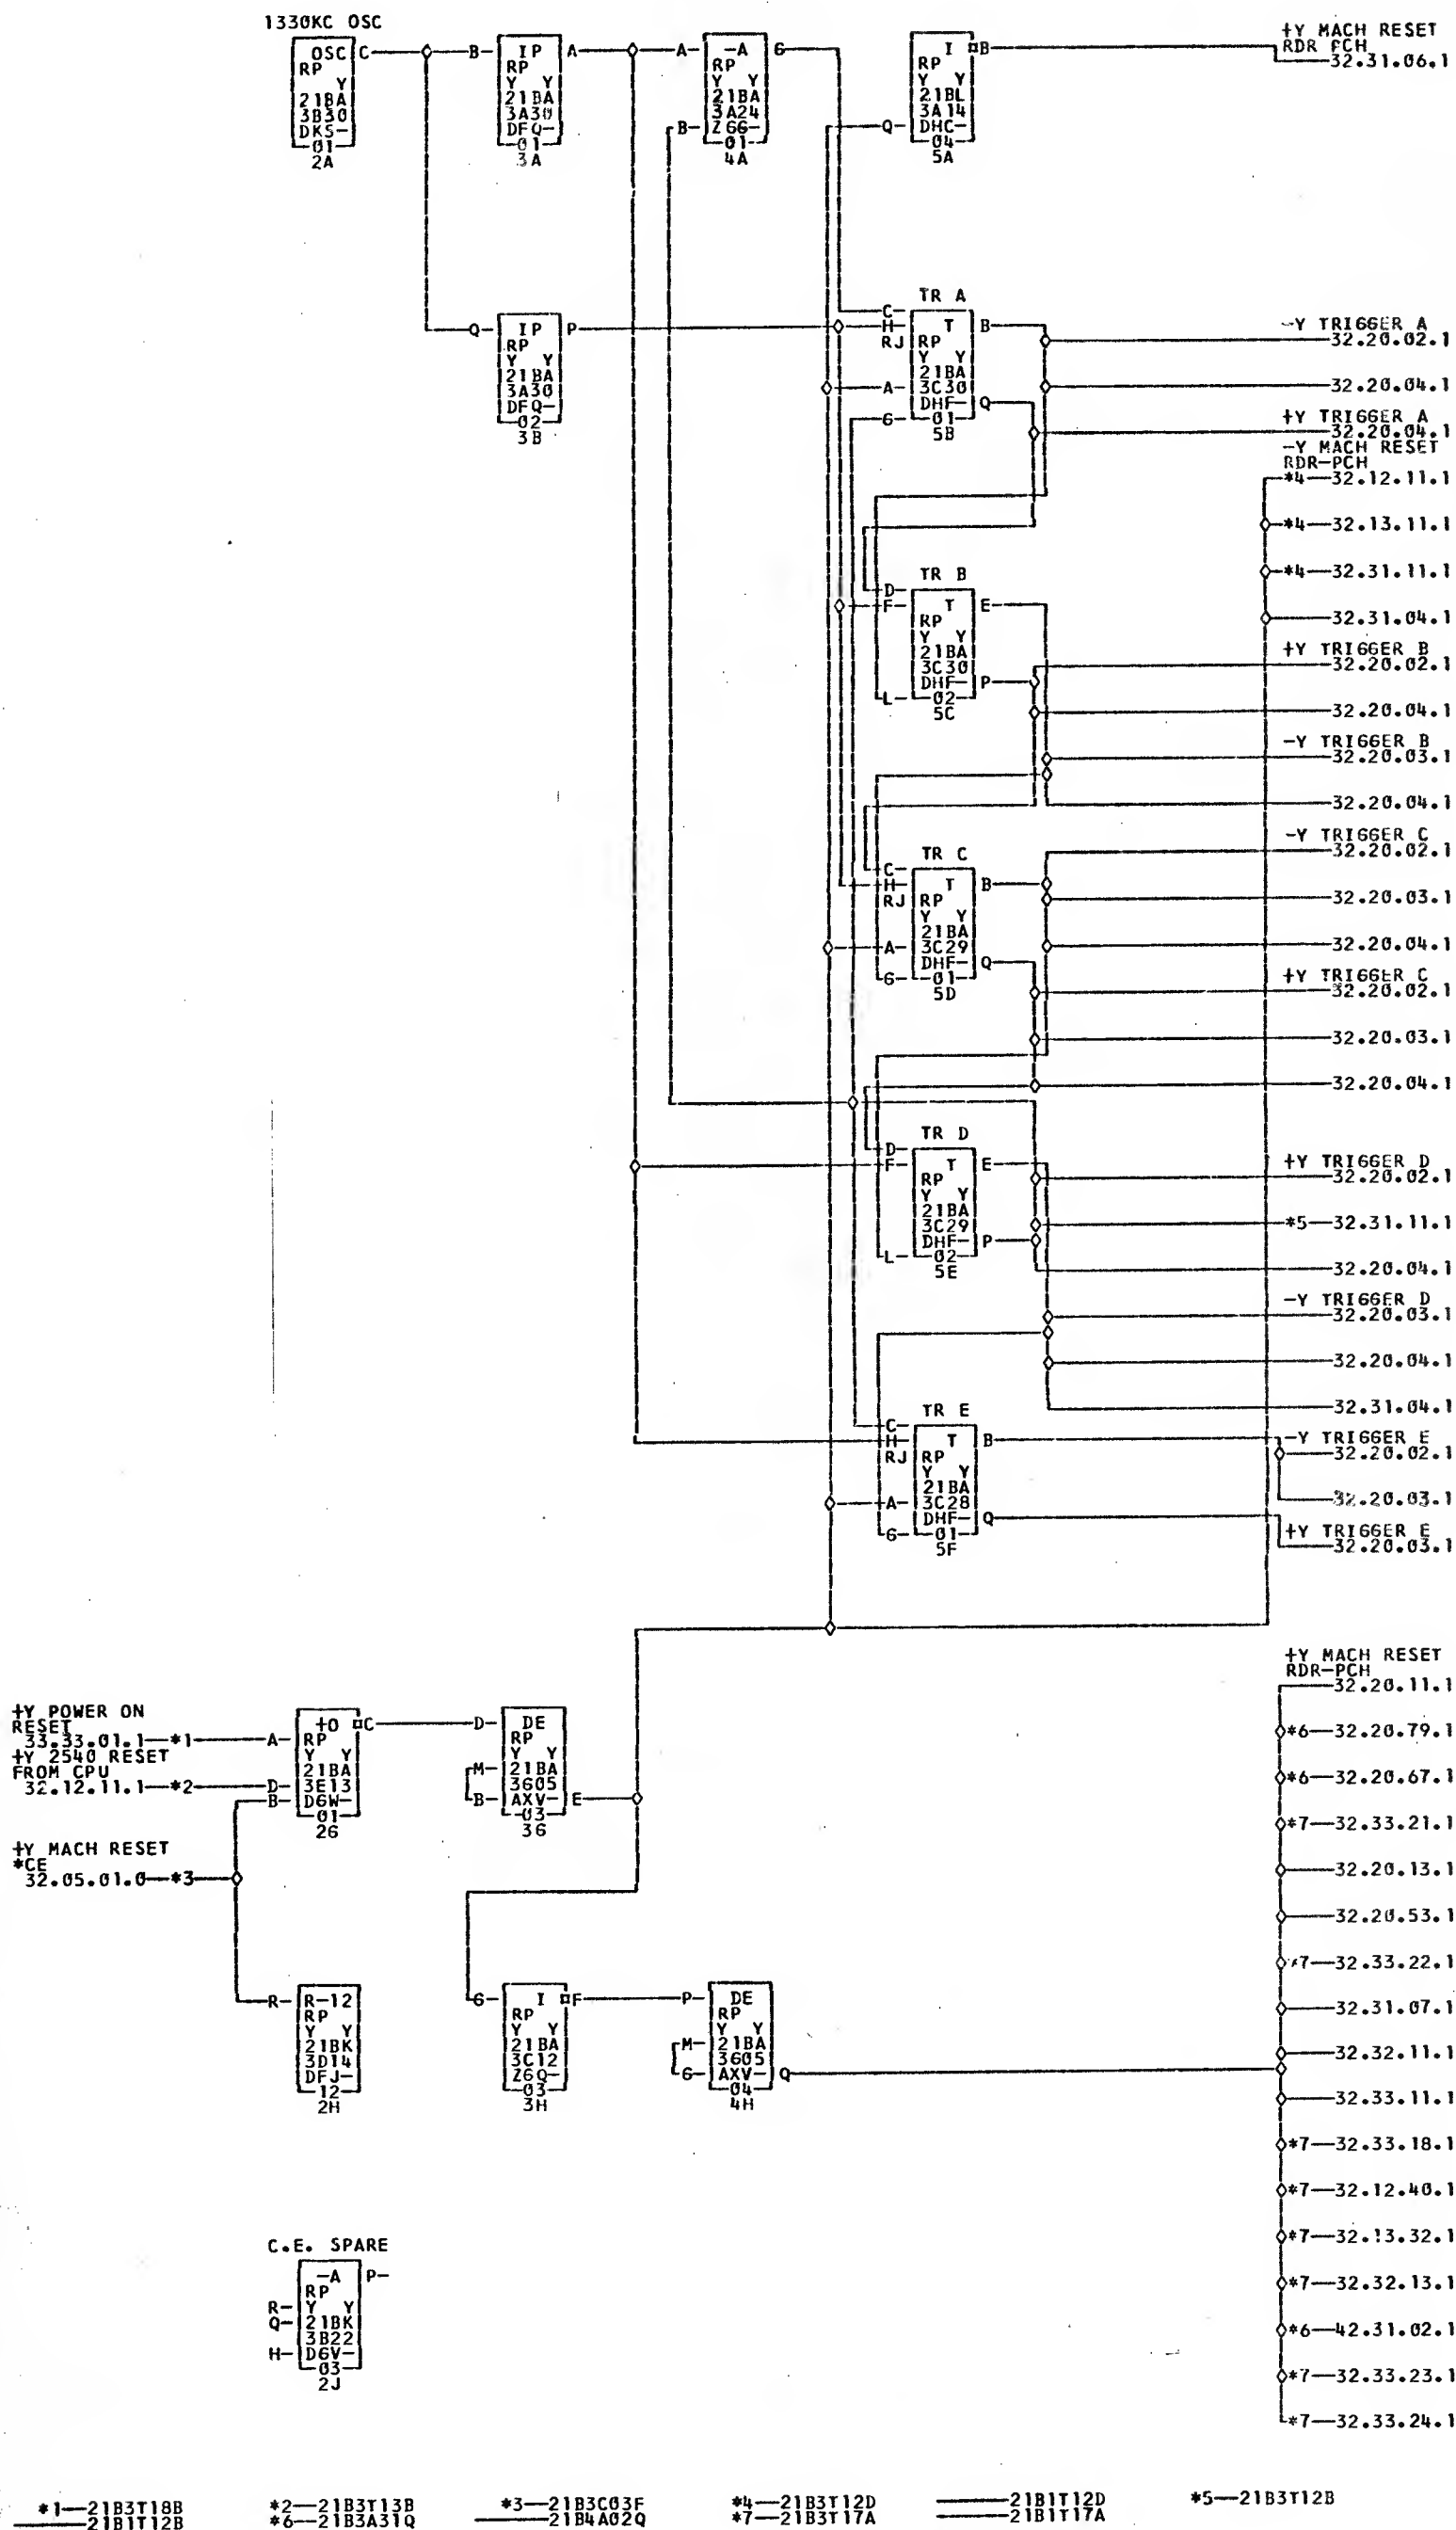 1330KC OSC
OSC C
RP
Y
21BA
3B30
DKS-
01
2A
B- IP A
RP
Y Y
21BA
3A30
DFQ-
01
3A
A- -A G
RP
Y Y
21BA
3A24
B- ZGG-
01
4A
I B
RP
Y Y
21BL
3A14
Q- DHC-
04
5A
+Y MACH RESET
RDR PCH
32.31.06.1
Q- IP P
RP
Y Y
21BA
3A30
DFQ-
02
3B
TR A
C-
H- T B
RJ RP
Y Y
21BA
A- 3C30
DHF- Q
G- 01
5B
-Y TRIGGER A
32.20.02.1
32.20.04.1
+Y TRIGGER A
32.20.04.1
-Y MACH RESET
RDR-PCH
*4-32.12.11.1
*4-32.13.11.1
*4-32.31.11.1
32.31.04.1
TR B
D-
F- T E
RP
Y Y
21BA
3C30
DHF- P
L- 02
5C
+Y TRIGGER B
32.20.02.1
32.20.04.1
-Y TRIGGER B
32.20.03.1
32.20.04.1
TR C
C-
H- T B
RJ RP
Y Y
21BA
A- 3C29
DHF- Q
G- 01
5D
-Y TRIGGER C
32.20.02.1
32.20.03.1
32.20.04.1
+Y TRIGGER C
32.20.02.1
32.20.03.1
32.20.04.1
TR D
D-
F- T E
RP
Y Y
21BA
3C29
DHF- P
L- 02
5E
+Y TRIGGER D
32.20.02.1
*5-32.31.11.1
32.20.04.1
-Y TRIGGER D
32.20.03.1
32.20.04.1
32.31.04.1
TR E
C-
H- T B
RJ RP
Y Y
21BA
A- 3C28
DHF- Q
G- 01
5F
-Y TRIGGER E
32.20.02.1
32.20.03.1
+Y TRIGGER E
32.20.03.1
+Y POWER ON
RESET
33.33.01.1-*1
+Y 2540 RESET
FROM CPU
32.12.11.1-*2
+Y MACH RESET
*CE
32.05.01.0-*3
+O C
A- RP
Y Y
21BA
D- 3E13
B- DGW-
01
2G
D- DE
RP
Y Y
M- 21BA
3G05
B- AXV- E
03
3G
R- R-12
RP
Y Y
21BK
3D14
DFJ-
12
2H
G- I F
RP
Y Y
21BA
3C12
ZGQ-
03
3H
P- DE
RP
Y Y
M- 21BA
3G05
G- AXV- Q
04
4H
+Y MACH RESET
RDR-PCH
32.20.11.1
*6-32.20.79.1
*6-32.20.67.1
*7-32.33.21.1
32.20.13.1
32.20.53.1
*7-32.33.22.1
32.31.07.1
32.32.11.1
32.33.11.1
*7-32.33.18.1
*7-32.12.40.1
*7-32.13.32.1
*7-32.32.13.1
*6-42.31.02.1
*7-32.33.23.1
*7-32.33.24.1
C.E. SPARE
-A P-
RP
R- Y Y
Q- 21BK
3B22
H- DGV-
03
2J
*1-21B3T18B *2-21B3T13B *3-21B3C03F *4-21B3T12D 21B1T12D *5-21B3T12B
21B1T12B *6-21B3A31Q 21B4A02Q *7-21B3T17A 21B1T17A